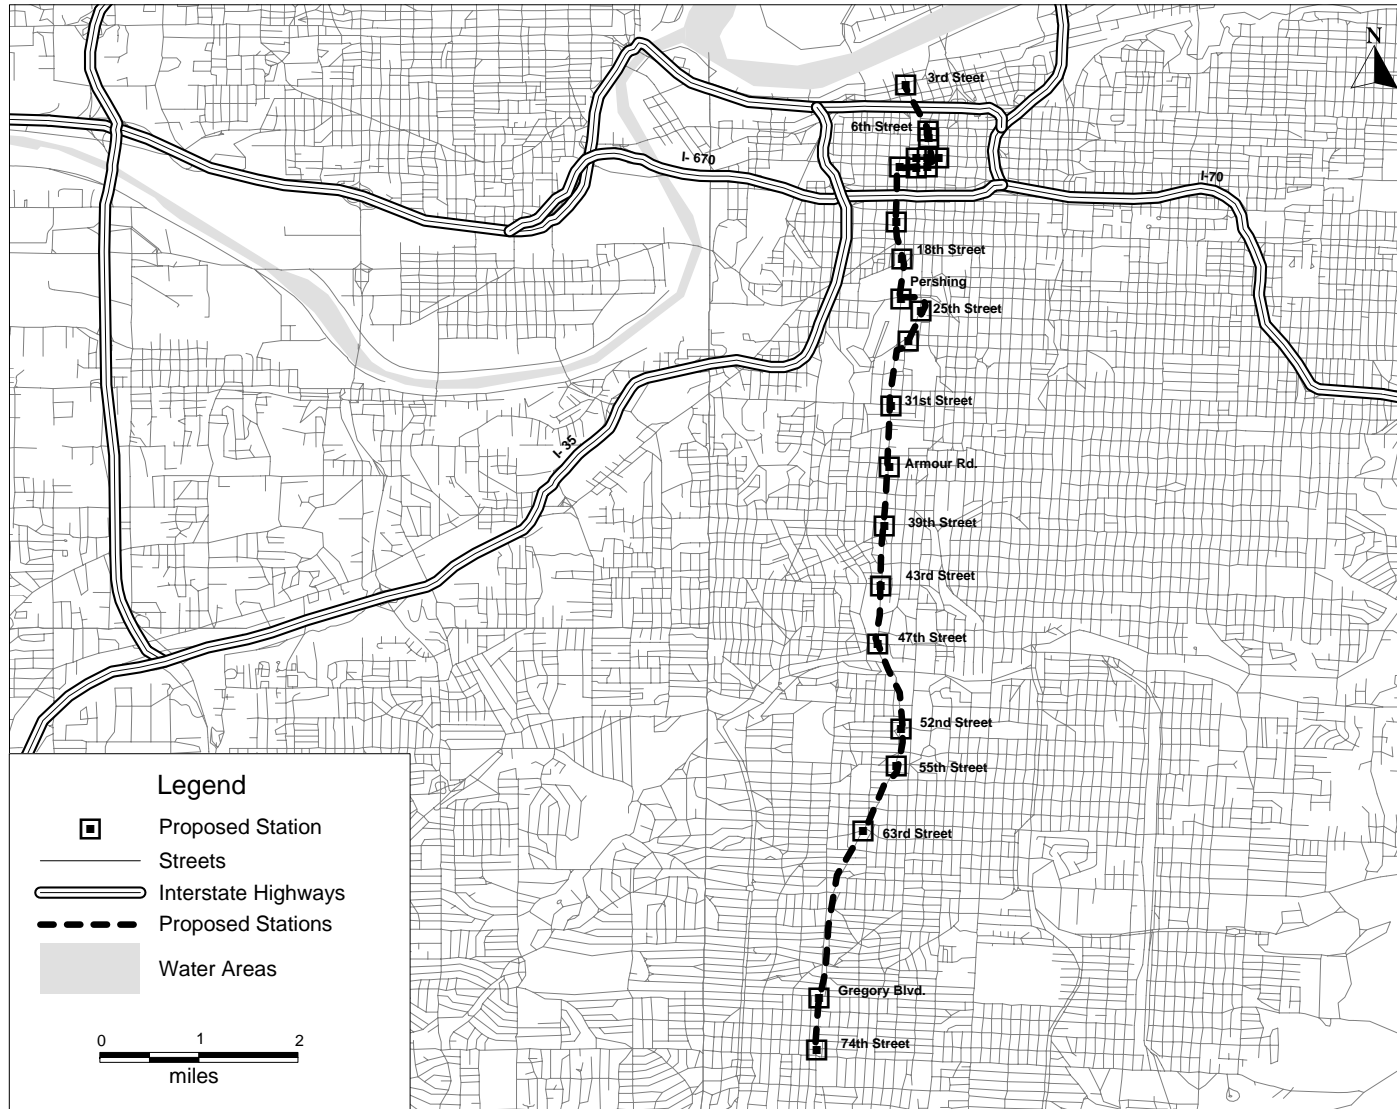 N
3rd Steet
6th Street
I- 670
I-70
18th Street
Pershing
25th Street
31st Street
I- 35
Armour Rd.
39th Street
43rd Street
47th Street
52nd Street
55th Street
63rd Street
Gregory Blvd.
74th Street
Legend
Proposed Station
Streets
Interstate Highways
Proposed Stations
Water Areas
0 1 2
miles